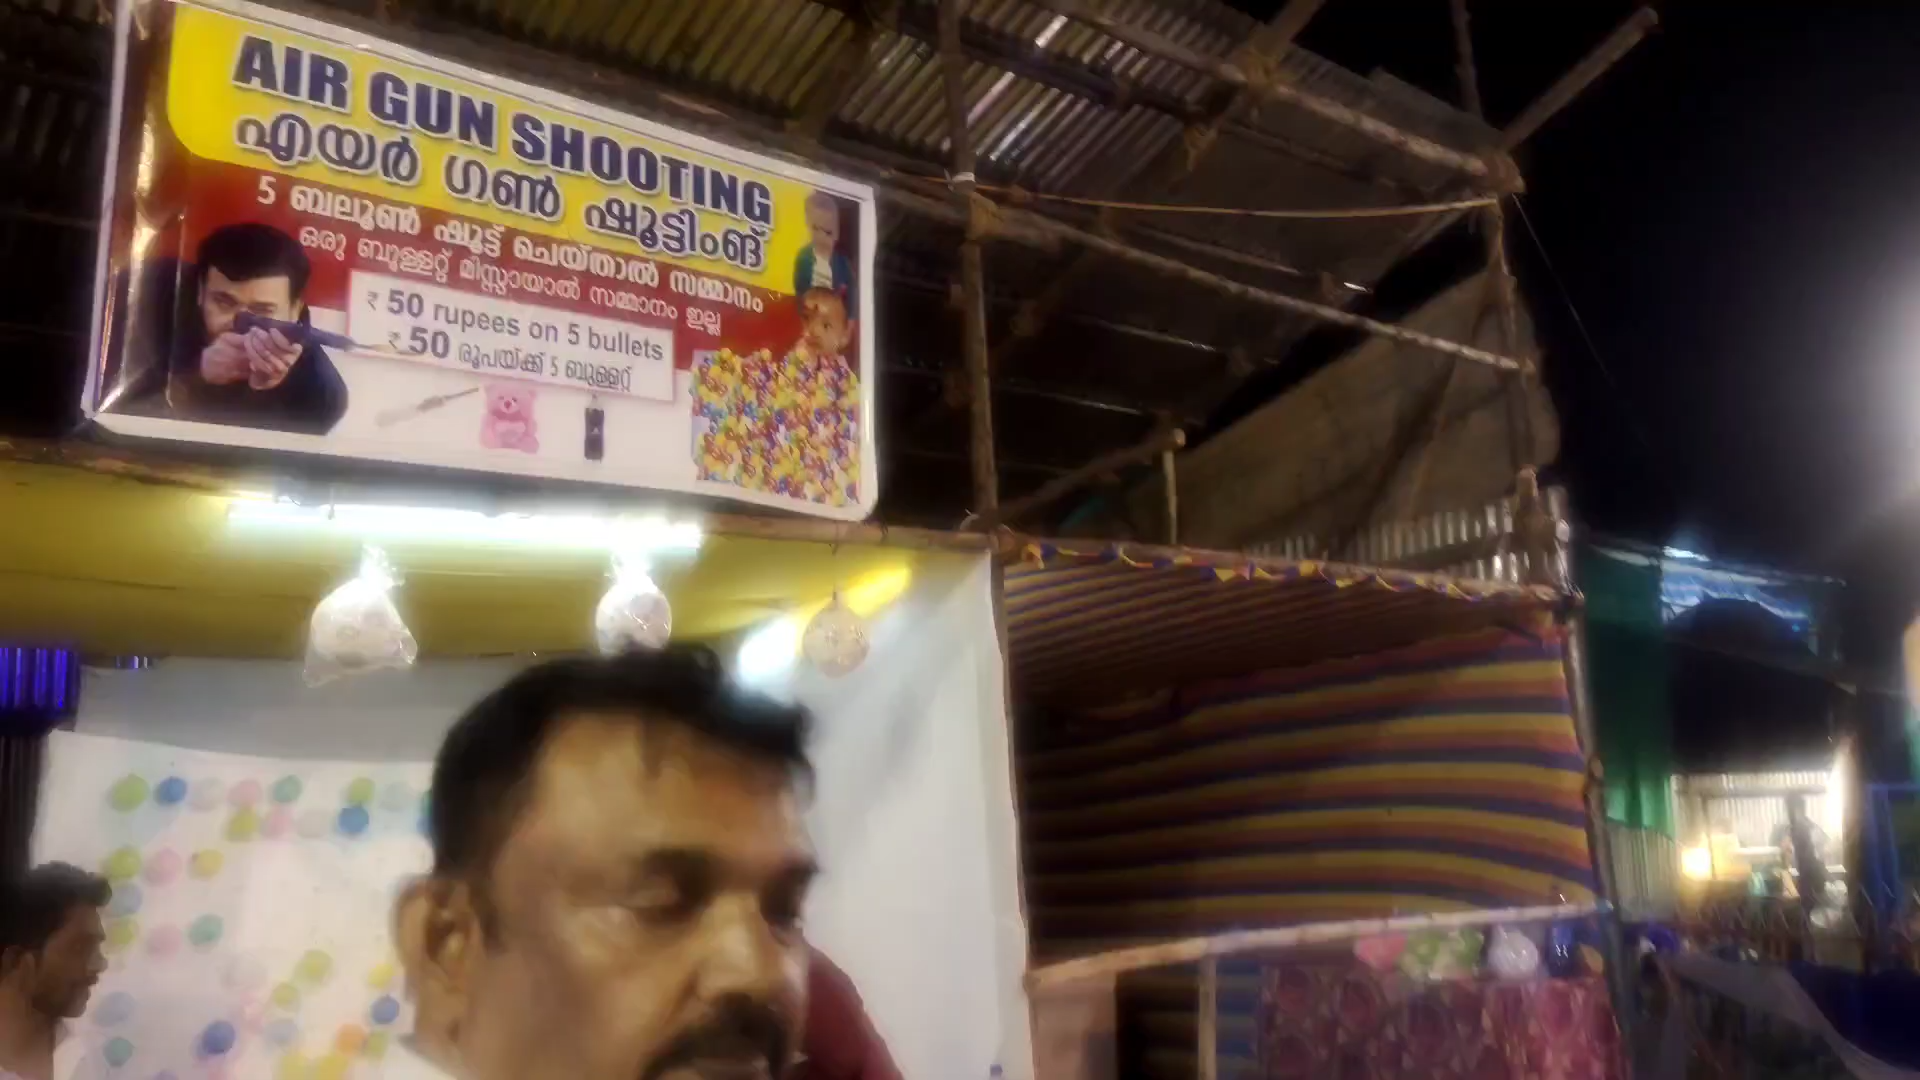 AIR GUN SHOOTING
എയർ ഗൺ ഷൂട്ടിംങ്
5 ബലൂൺ ഷൂട്ട് ചെയ്താൽ സമ്മാനം
ഒരു ബുള്ളറ്റ് മിസ്സായാൽ സമ്മാനം ഇല്ല
₹ 50 rupees on 5 bullets
₹ 50 രൂപയ്ക്ക് 5 ബുള്ളറ്റ്